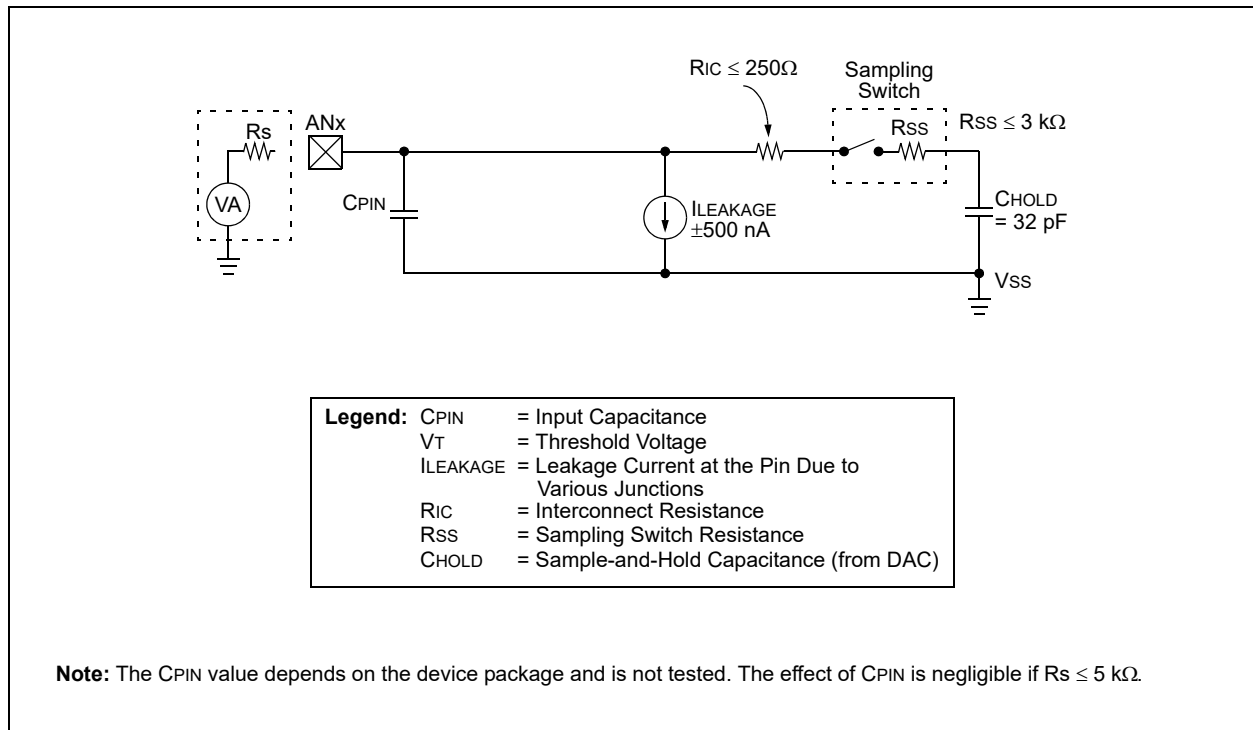 RIC ≤ 250Ω
Sampling
Switch
ANx
Rs
RSS
RSS ≤ 3 kΩ
VA
CPIN
ILEAKAGE
±500 nA
CHOLD
= 32 pF
VSS
Legend: CPIN = Input Capacitance
VT = Threshold Voltage
ILEAKAGE = Leakage Current at the Pin Due to
Various Junctions
RIC = Interconnect Resistance
RSS = Sampling Switch Resistance
CHOLD = Sample-and-Hold Capacitance (from DAC)
Note: The CPIN value depends on the device package and is not tested. The effect of CPIN is negligible if Rs ≤ 5 kΩ.